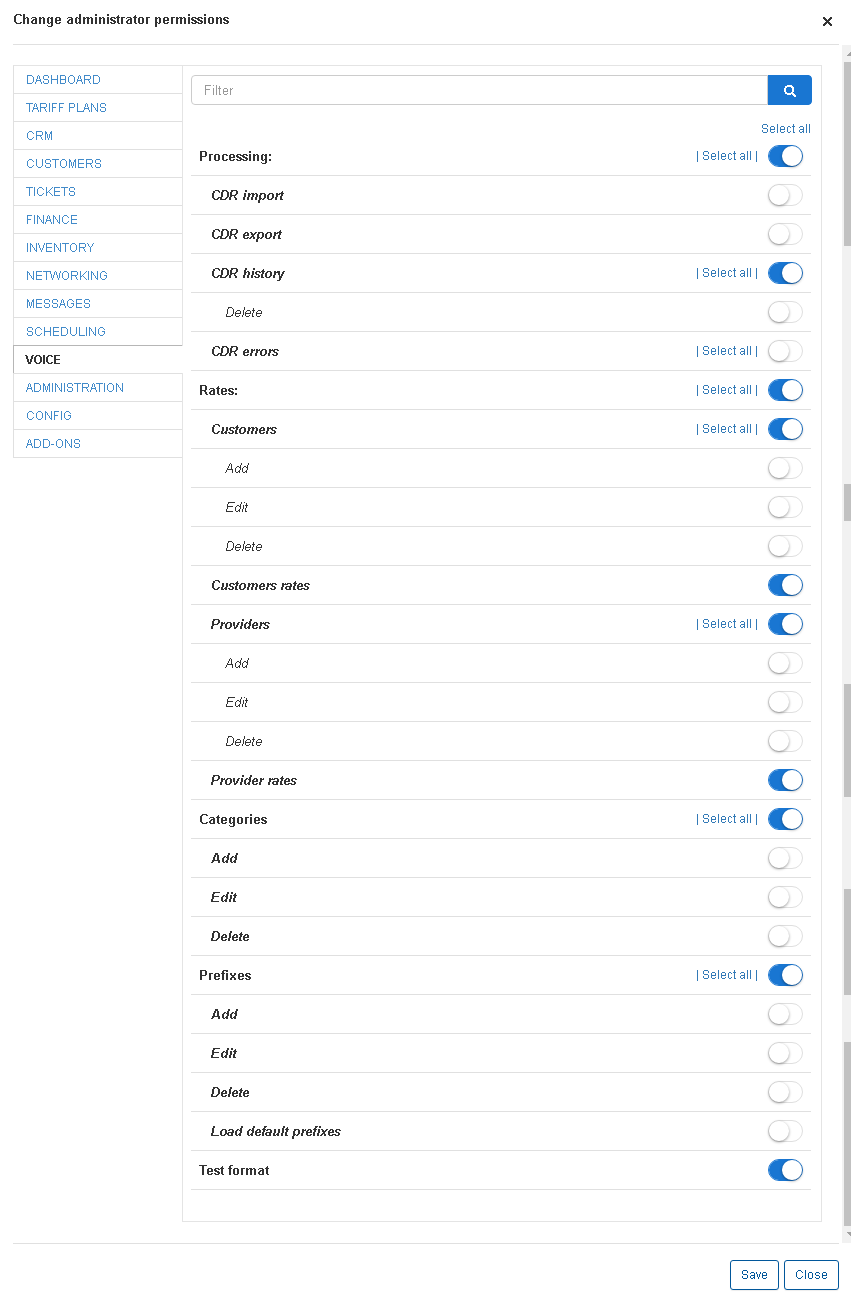 Change administrator permissions
×
DASHBOARD
TARIFF PLANS
CRM
CUSTOMERS
TICKETS
FINANCE
INVENTORY
NETWORKING
MESSAGES
SCHEDULING
VOICE
ADMINISTRATION
CONFIG
ADD-ONS
Filter
Select all
Processing: | Select all |
CDR import
CDR export
CDR history | Select all |
Delete
CDR errors | Select all |
Rates: | Select all |
Customers | Select all |
Add
Edit
Delete
Customers rates
Providers | Select all |
Add
Edit
Delete
Provider rates
Categories | Select all |
Add
Edit
Delete
Prefixes | Select all |
Add
Edit
Delete
Load default prefixes
Test format
Save Close